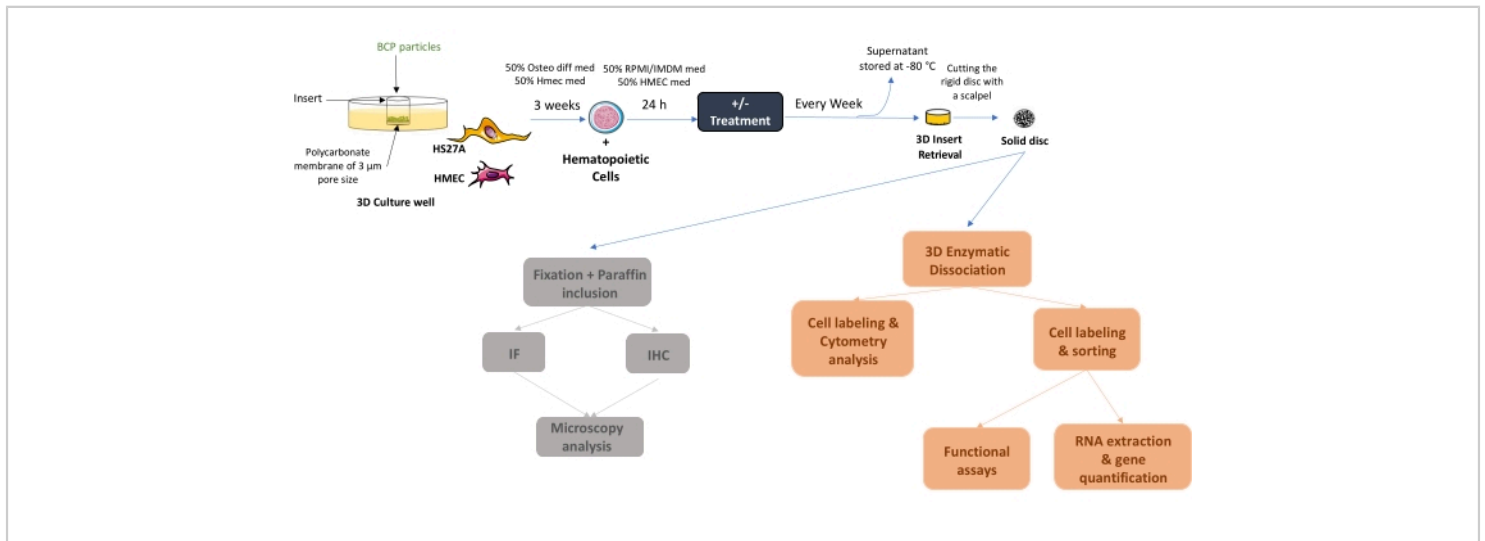 BCP particles
Insert
Polycarbonate
membrane of 3 μm
pore size
3D Culture well
HS27A
HMEC
50% Osteo diff med
50% Hmec med
3 weeks
+
Hematopoietic
Cells
50% RPMI/IMDM med
50% HMEC med
24 h
+/-
Treatment
Every Week
Supernatant
stored at -80 °C
3D Insert
Retrieval
Cutting the
rigid disc with
a scalpel
Solid disc
Fixation + Paraffin
inclusion
IF
IHC
Microscopy
analysis
3D Enzymatic
Dissociation
Cell labeling &
Cytometry
analysis
Cell labeling
& sorting
Functional
assays
RNA extraction
& gene
quantification